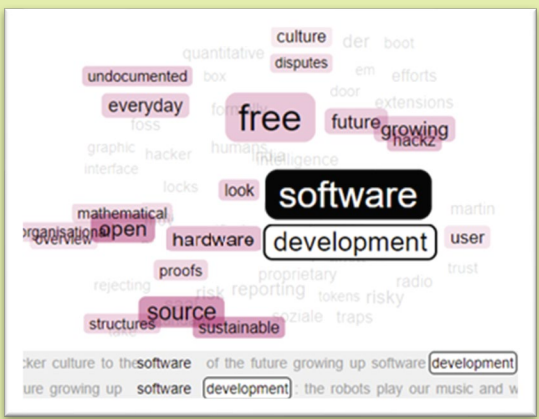 culture der boot
quantitative
disputes
undocumented box em efforts
everyday door
free extensions
foss future growing
hackz
graphic hacker humans
interface intelligence
locks look software
mathematical martin
organisational open
overview hardware development user
proofs proprietary trust
rejecting risk reporting radio
tokens risky
source soziale traps
structures sustainable
cker culture to the software of the future growing up software development
ure growing up software development : the robots play our music and w